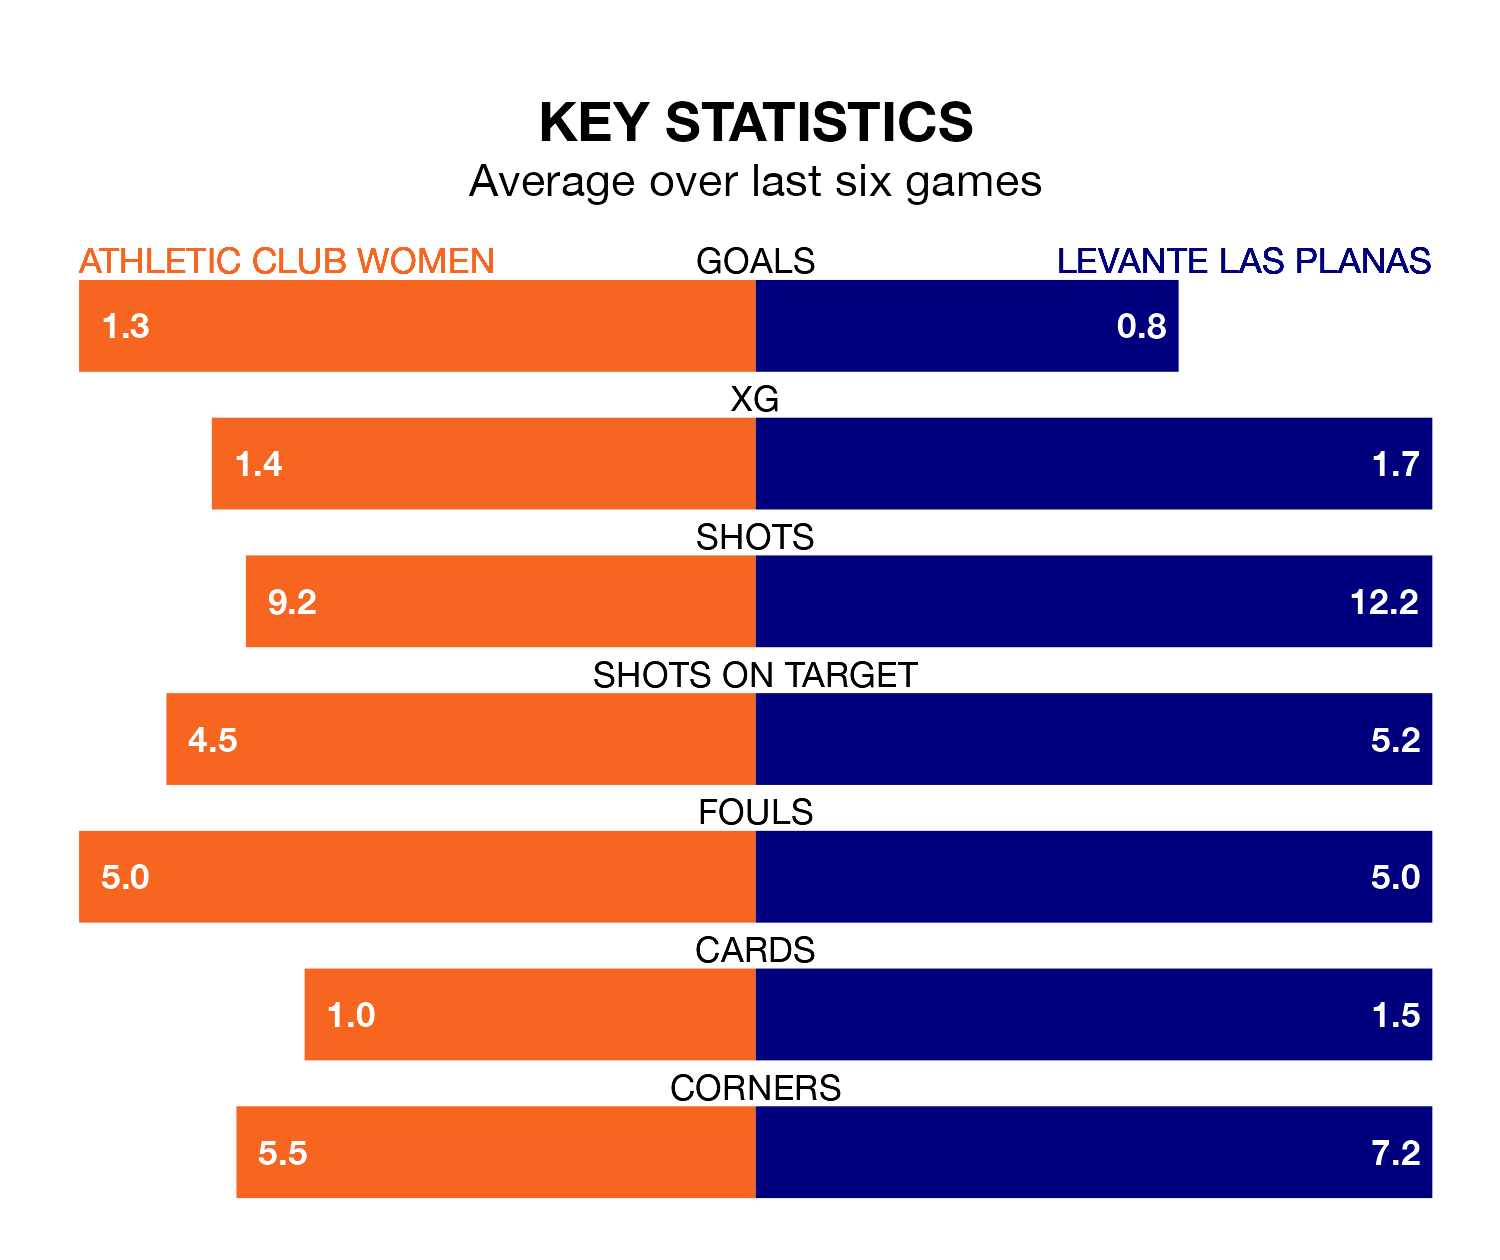 KEY STATISTICS
Average over last six games
ATHLETIC CLUB WOMEN GOALS LEVANTE LAS PLANAS
1.3 0.8
XG
1.4 1.7
SHOTS
9.2 12.2
SHOTS ON TARGET
4.5 5.2
FOULS
5.0 5.0
CARDS
1.0 1.5
CORNERS
5.5 7.2